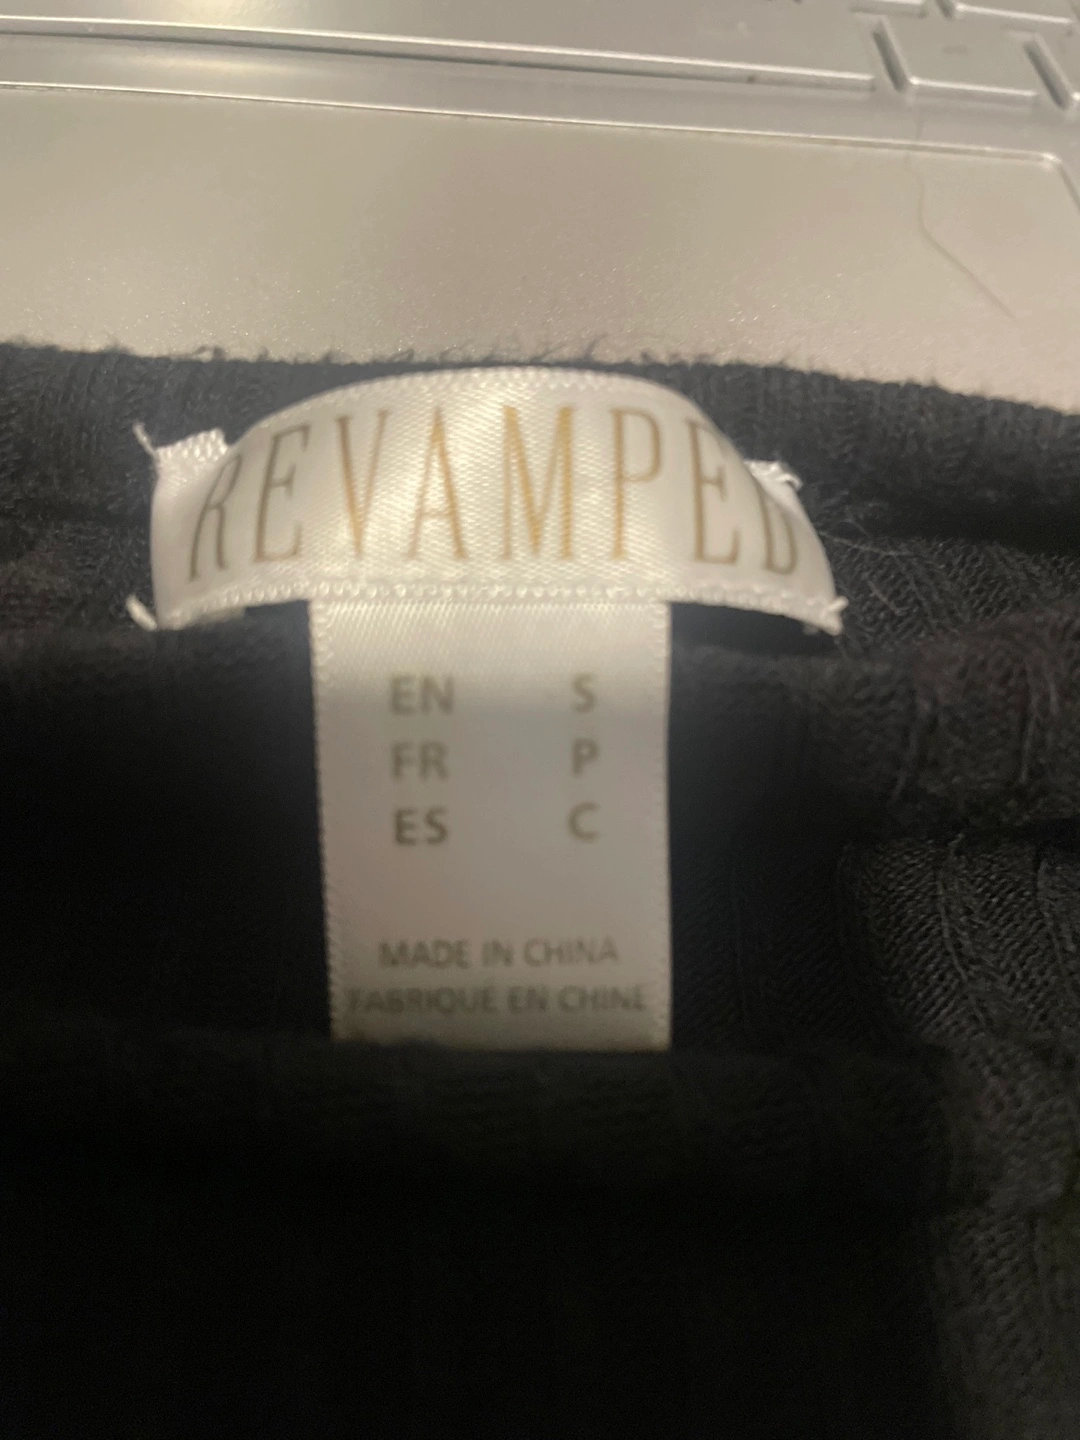 REVAMPED
EN S
FR P
ES C
MADE IN CHINA
FABRIQUÉ EN CHINE